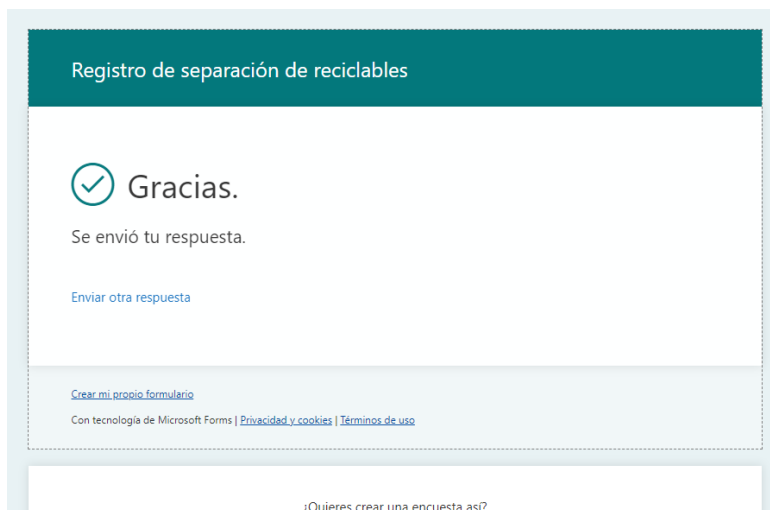 Registro de separación de reciclables
Gracias.
Se envió tu respuesta.
Enviar otra respuesta
Crear mi propio formulario
Con tecnología de Microsoft Forms | Privacidad y cookies | Términos de uso
¿Quieres crear una encuesta así?